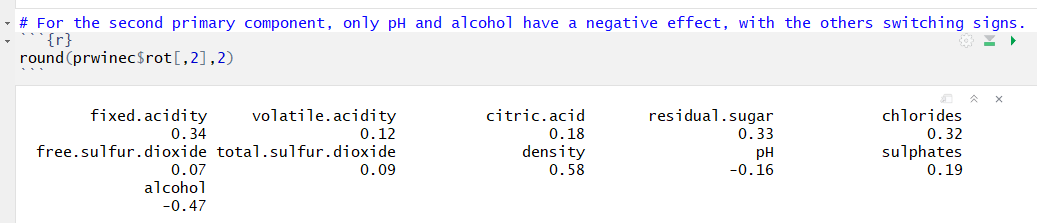 # For the second primary component, only pH and alcohol have a negative effect, with the others switching signs.
```{r}
round(prwinec$rot[,2],2)
```
fixed.acidity volatile.acidity citric.acid residual.sugar chlorides
0.34 0.12 0.18 0.33 0.32
free.sulfur.dioxide total.sulfur.dioxide density pH sulphates
0.07 0.09 0.58 -0.16 0.19
alcohol
-0.47